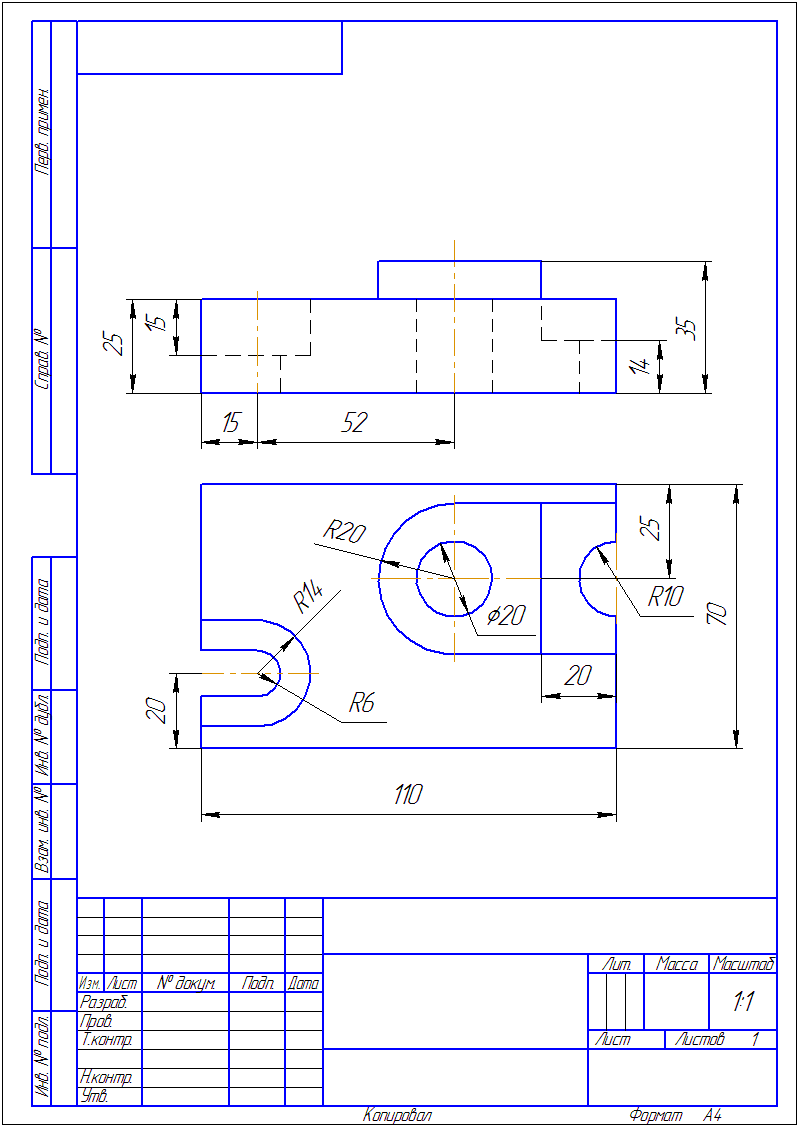 Перв. примен.
Справ. №
Подп. и дата
Инв. № дубл.
Взам. инв. №
Подп. и дата
Инв. № подл.
25
15
35
14
15
52
R20
25
R14
R10
ϕ20
70
20
20
R6
110
Лит. Масса Масштаб
Изм. Лист № докум. Подп. Дата
Разраб.
1:1
Пров.
Т.контр.
Лист Листов 1
Н.контр.
Утв.
Копировал Формат А4